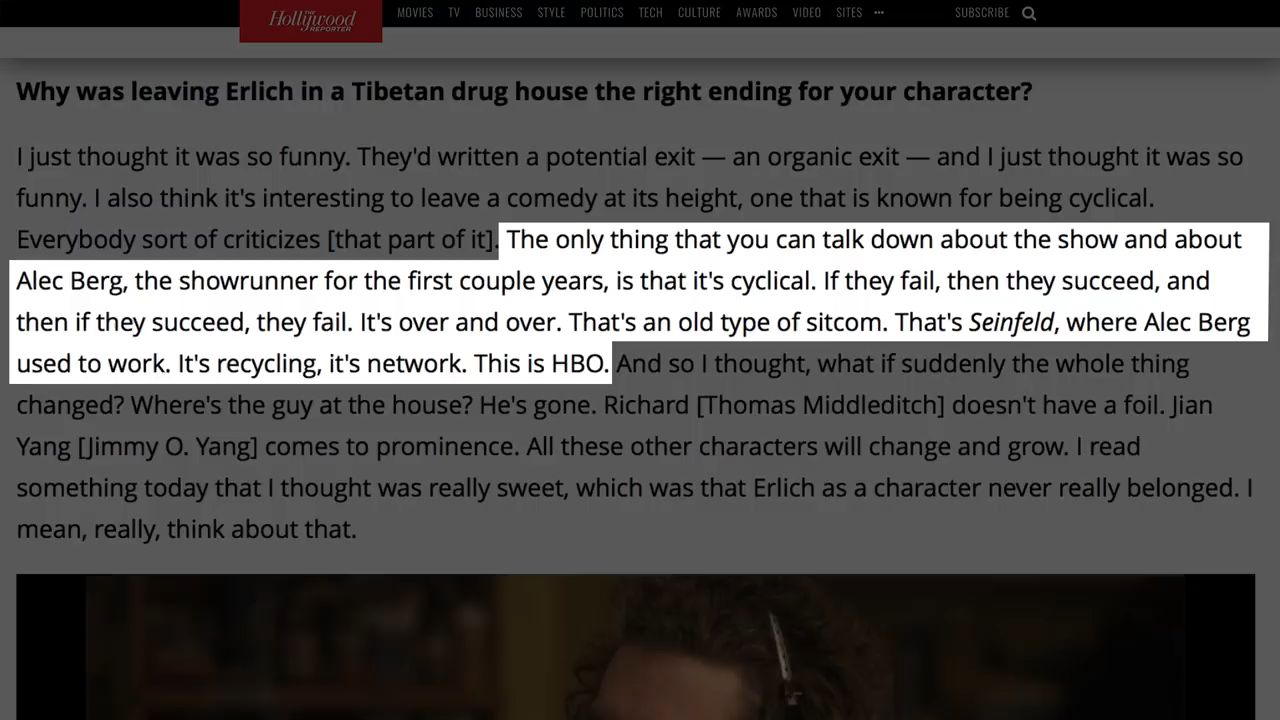 The Hollywood REPORTER
MOVIES TV BUSINESS STYLE POLITICS TECH CULTURE AWARDS VIDEO SITES ••• SUBSCRIBE
Why was leaving Erlich in a Tibetan drug house the right ending for your character?
I just thought it was so funny. They'd written a potential exit — an organic exit — and I just thought it was so
funny. I also think it's interesting to leave a comedy at its height, one that is known for being cyclical.
Everybody sort of criticizes [that part of it]. The only thing that you can talk down about the show and about
Alec Berg, the showrunner for the first couple years, is that it's cyclical. If they fail, then they succeed, and
then if they succeed, they fail. It's over and over. That's an old type of sitcom. That's Seinfeld, where Alec Berg
used to work. It's recycling, it's network. This is HBO. And so I thought, what if suddenly the whole thing
changed? Where's the guy at the house? He's gone. Richard [Thomas Middleditch] doesn't have a foil. Jian
Yang [Jimmy O. Yang] comes to prominence. All these other characters will change and grow. I read
something today that I thought was really sweet, which was that Erlich as a character never really belonged. I
mean, really, think about that.